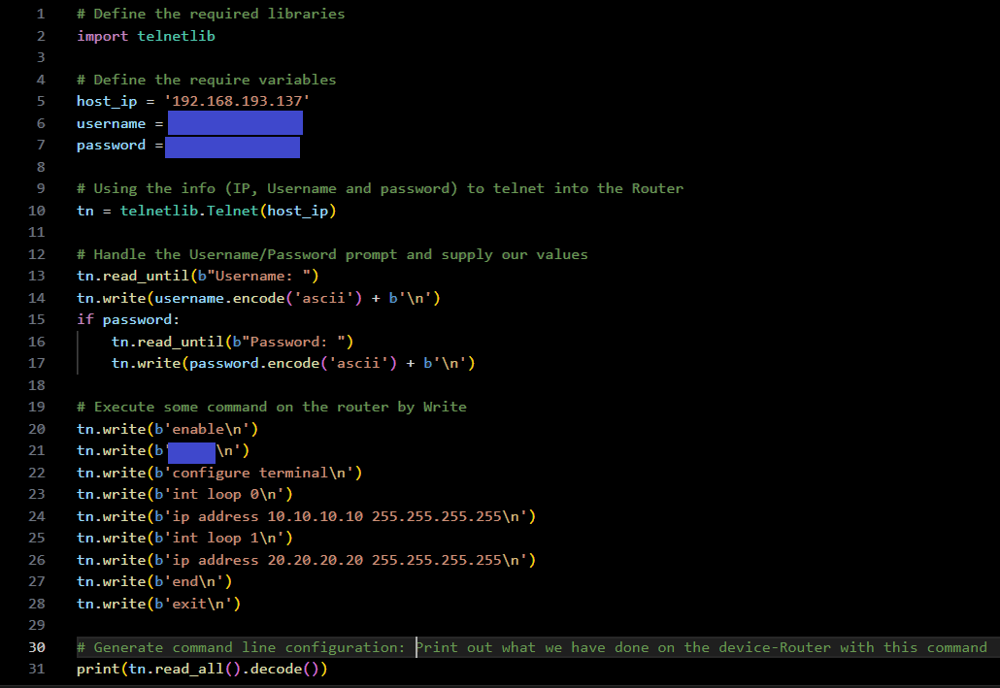 1 # Define the required libraries
2 import telnetlib
3
4 # Define the require variables
5 host_ip = '192.168.193.137'
6 username =
7 password =
8
9 # Using the info (IP, Username and password) to telnet into the Router
10 tn = telnetlib.Telnet(host_ip)
11
12 # Handle the Username/Password prompt and supply our values
13 tn.read_until(b"Username: ")
14 tn.write(username.encode('ascii') + b'\n')
15 if password:
16     tn.read_until(b"Password: ")
17     tn.write(password.encode('ascii') + b'\n')
18
19 # Execute some command on the router by Write
20 tn.write(b'enable\n')
21 tn.write(b'\n')
22 tn.write(b'configure terminal\n')
23 tn.write(b'int loop 0\n')
24 tn.write(b'ip address 10.10.10.10 255.255.255.255\n')
25 tn.write(b'int loop 1\n')
26 tn.write(b'ip address 20.20.20.20 255.255.255.255\n')
27 tn.write(b'end\n')
28 tn.write(b'exit\n')
29
30 # Generate command line configuration: Print out what we have done on the device-Router with this command
31 print(tn.read_all().decode())